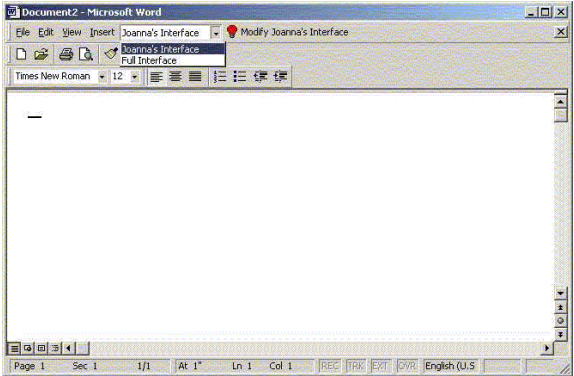 Document2 - Microsoft Word
File Edit View Insert Joanna's Interface Modify Joanna's Interface
Joanna's Interface
Full Interface
Times New Roman 12
Page 1 Sec 1 1/1 At 1" Ln 1 Col 1 REC TRK EXT OVR English (U.S